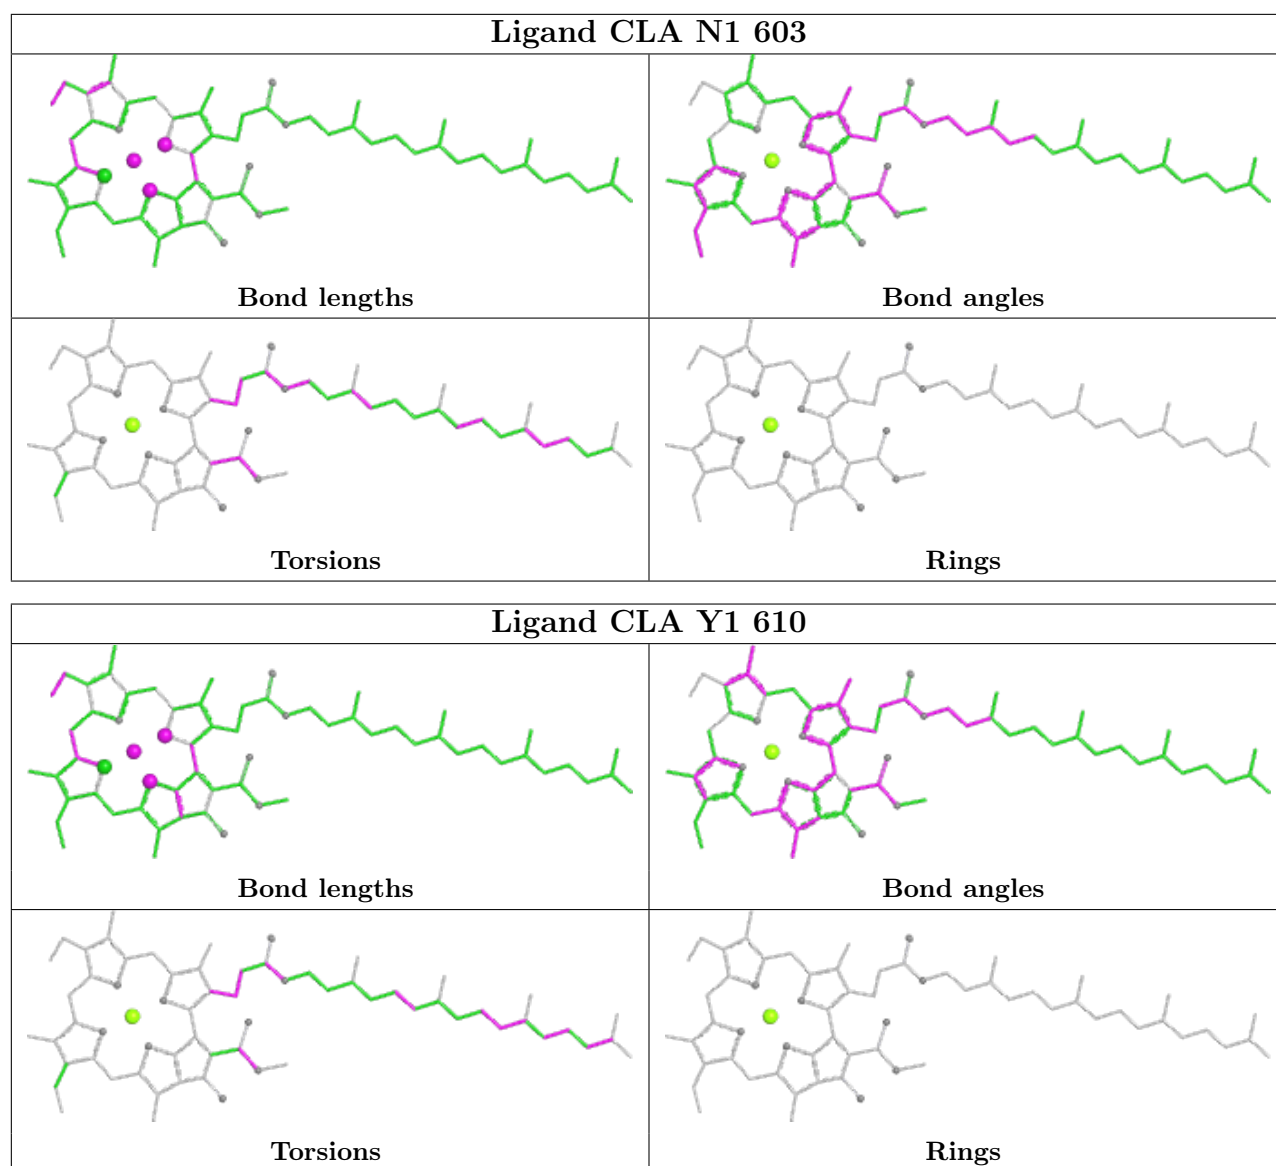 Ligand CLA N1 603
Bond lengths
Bond angles
Torsions
Rings
Ligand CLA Y1 610
Bond lengths
Bond angles
Torsions
Rings